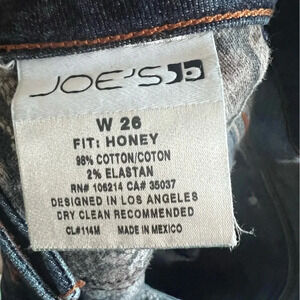 JOE'S
W 26
FIT: HONEY
98% COTTON/COTON
2% ELASTAN
RN# 106214 CA# 35037
DESIGNED IN LOS ANGELES
DRY CLEAN RECOMMENDED
CL#114M MADE IN MEXICO